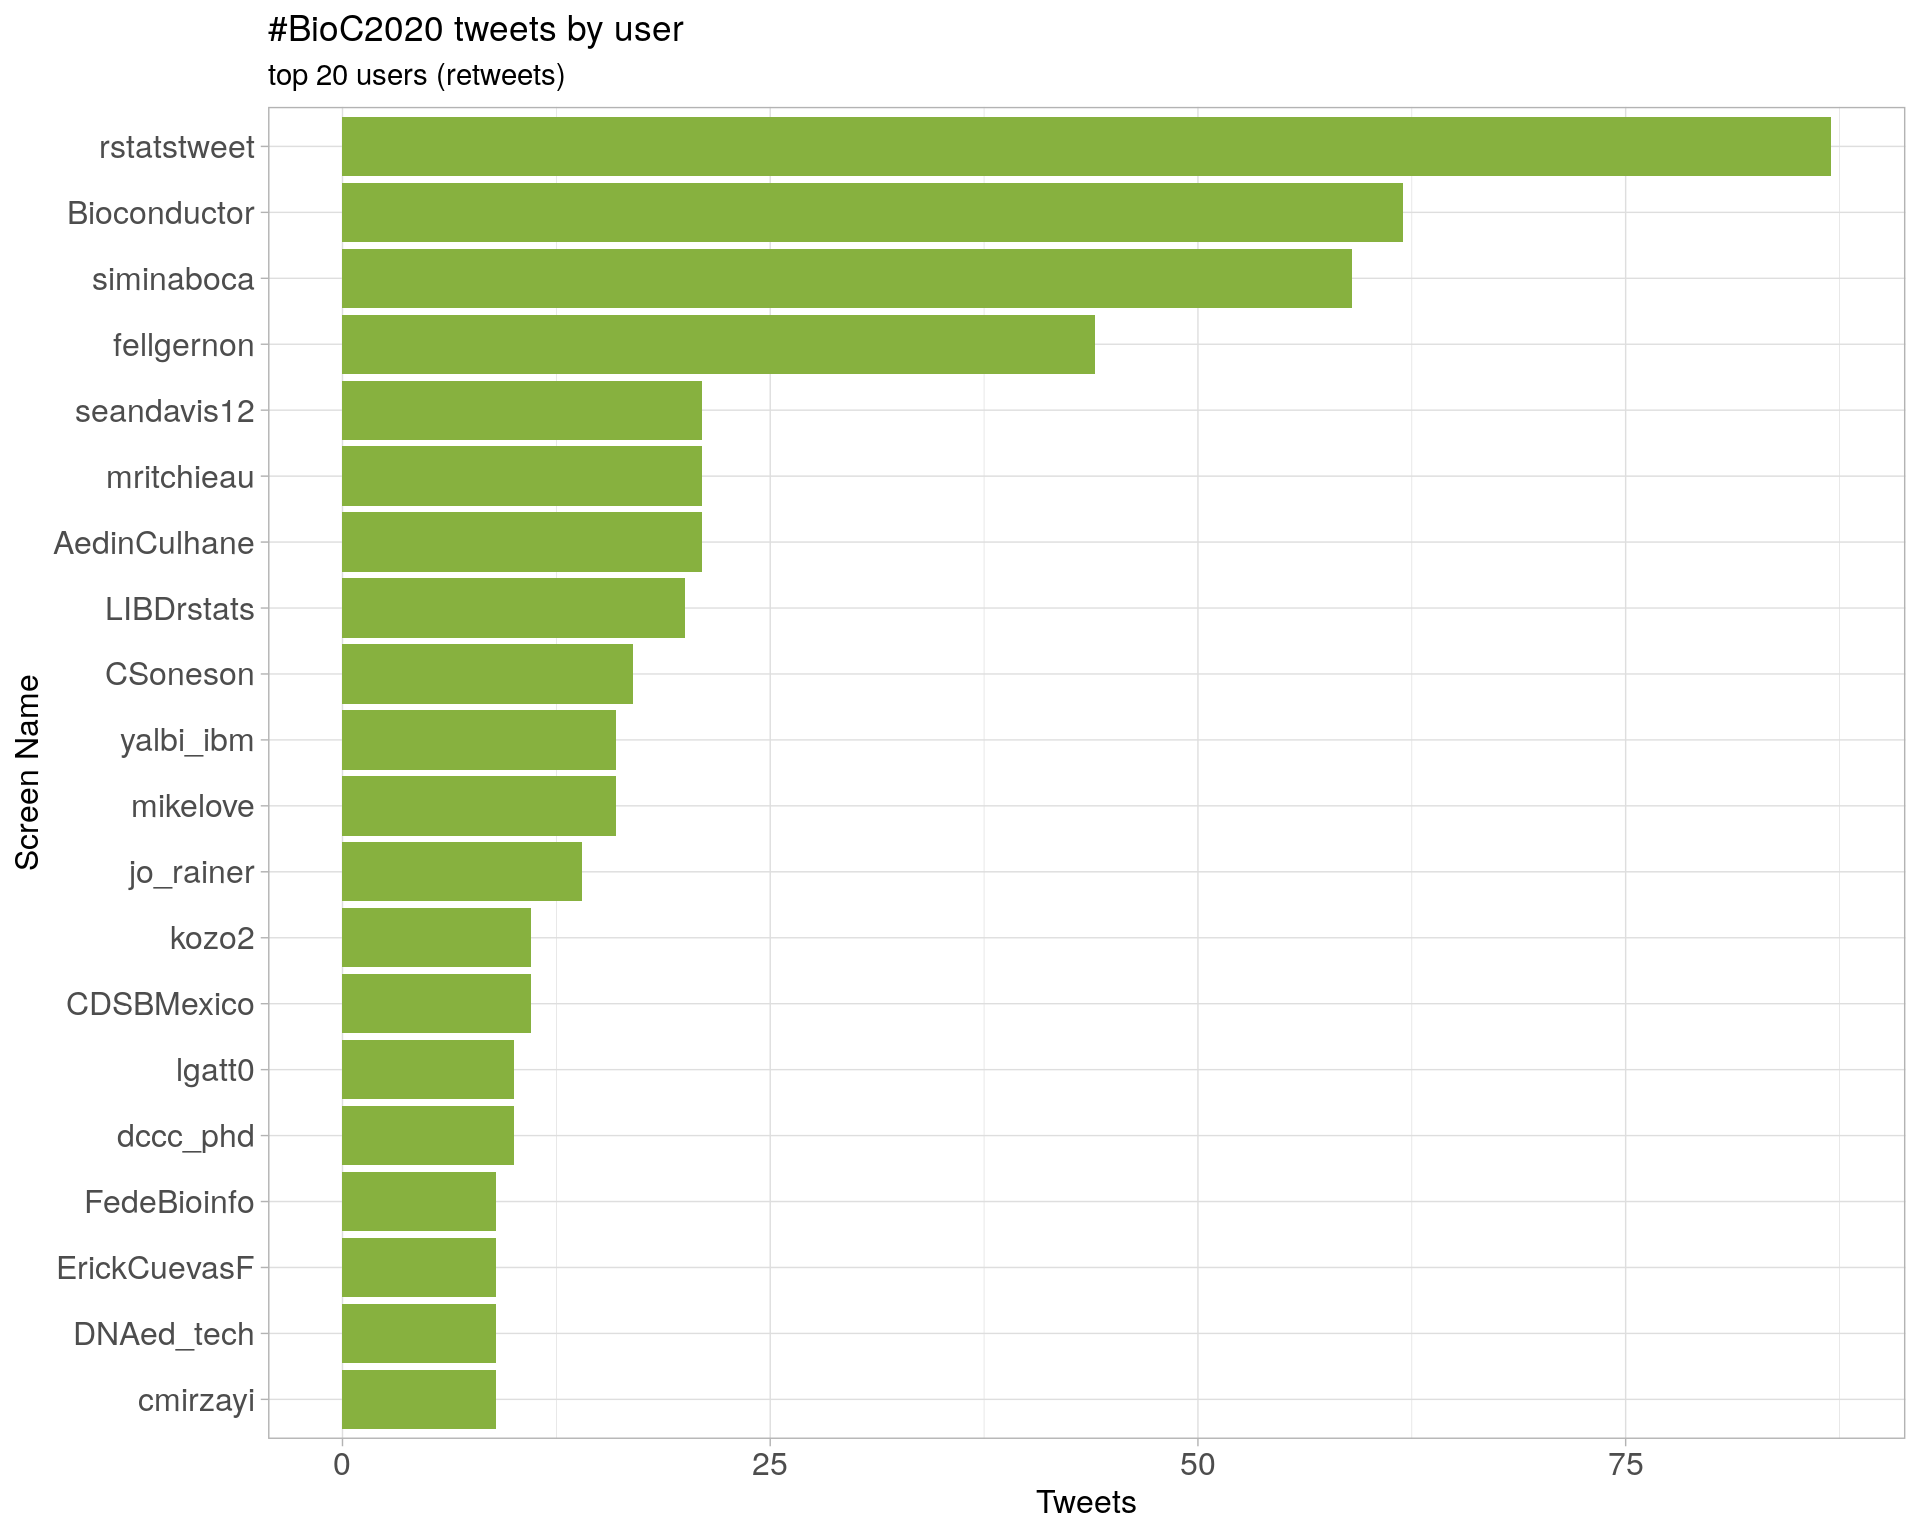 #BioC2020 tweets by user
top 20 users (retweets)
rstatstweet
Bioconductor
siminaboca
fellgernon
seandavis12
mritchieau
AedinCulhane
LIBDrstats
CSoneson
yalbi_ibm
mikelove
jo_rainer
kozo2
CDSBMexico
lgatt0
dccc_phd
FedeBioinfo
ErickCuevasF
DNAed_tech
cmirzayi
Screen Name
0 25 50 75
Tweets